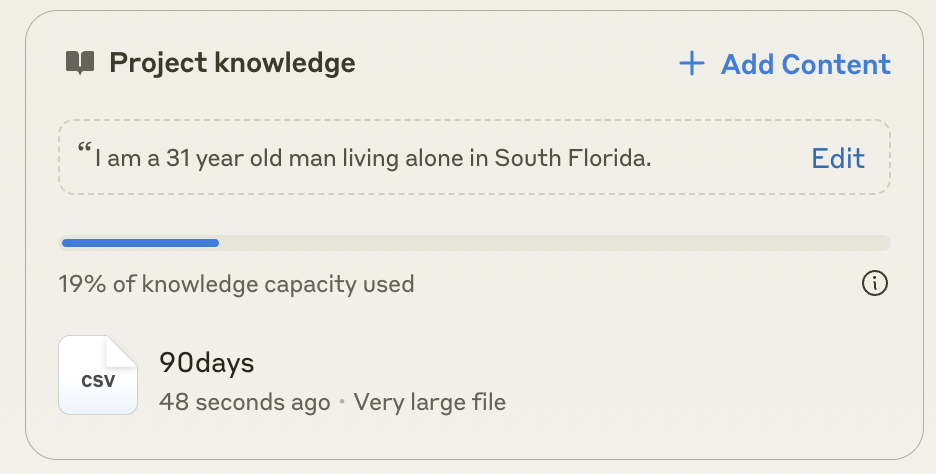 Project knowledge
+ Add Content
“I am a 31 year old man living alone in South Florida.
Edit
19% of knowledge capacity used
i
CSV
90days
48 seconds ago • Very large file